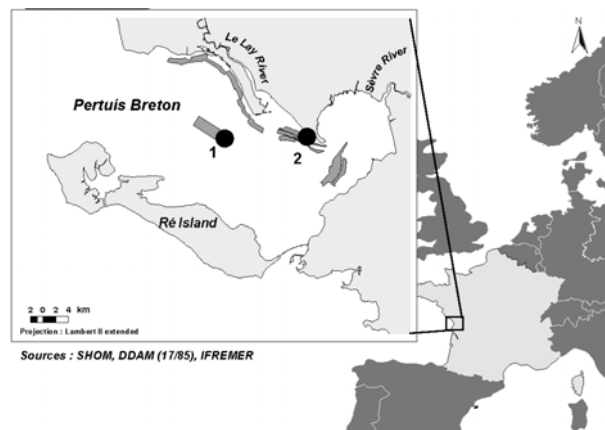 N
Le Lay River
Sèvre River
Pertuis Breton
1
2
Ré Island
2 0 2 4 km
Projection : Lambert II extended
Sources : SHOM, DDAM (17/85), IFREMER